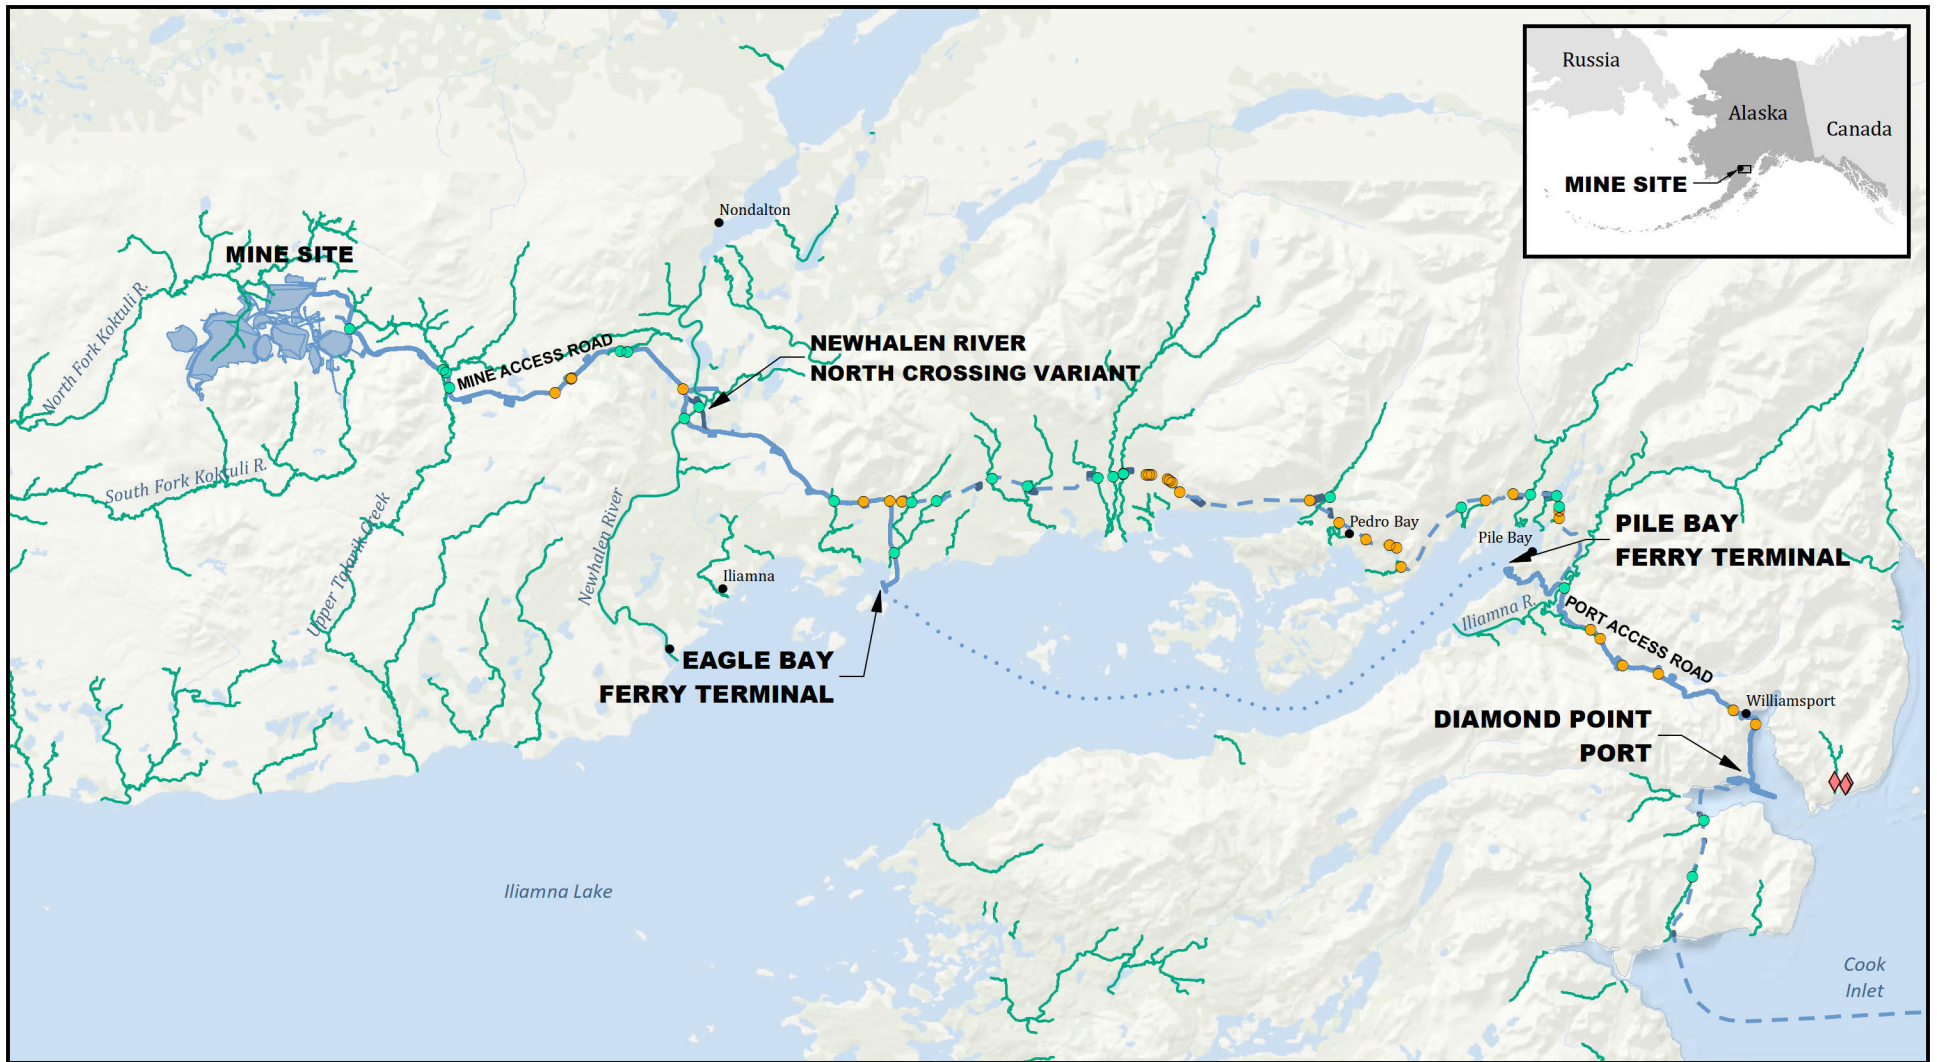 Russia
Alaska
Canada
MINE SITE
Nondalton
MINE SITE
North Fork Koktuli R.
MINE ACCESS ROAD
NEWHALEN RIVER
NORTH CROSSING VARIANT
South Fork Koktuli R.
Upper Talarik Creek
Newhalen River
Iliamna
Pedro Bay
Pile Bay
PILE BAY
FERRY TERMINAL
Iliamna R.
PORT ACCESS ROAD
EAGLE BAY
FERRY TERMINAL
Williamsport
DIAMOND POINT
PORT
Iliamna Lake
Cook
Inlet